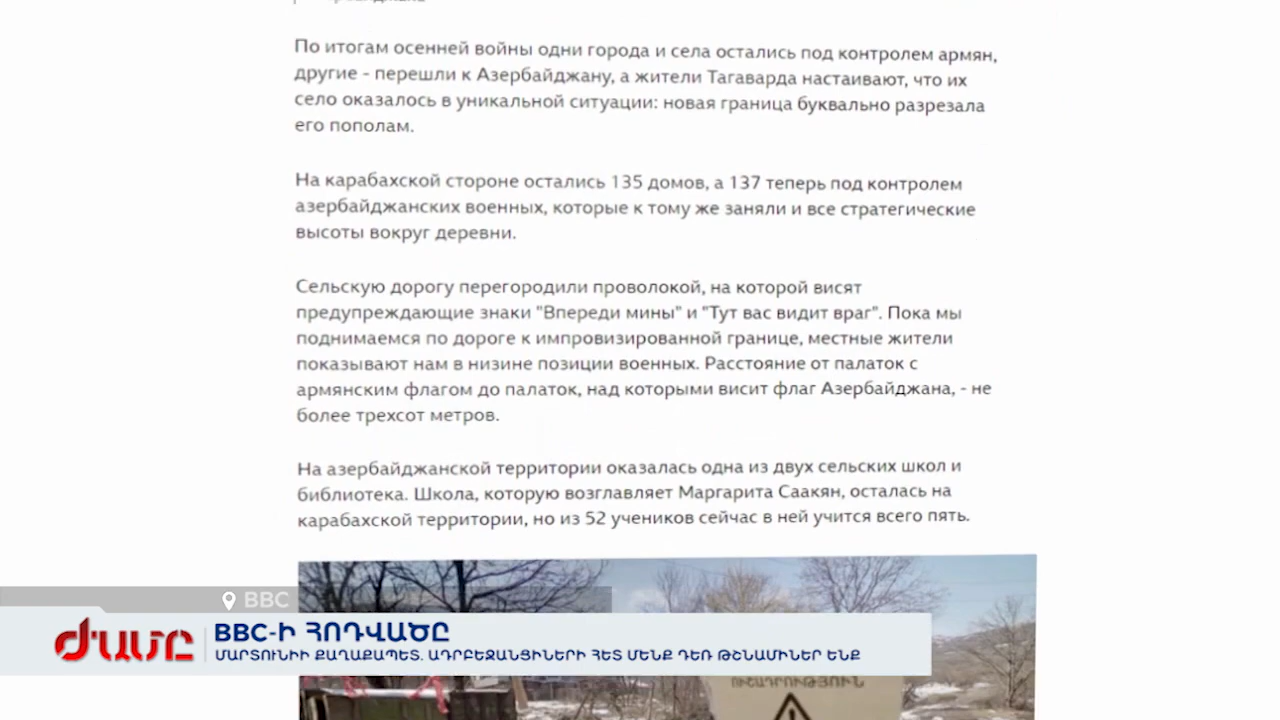 По итогам осенней войны одни города и села остались под контролем армян,
другие - перешли к Азербайджану, а жители Тагаварда настаивают, что их
село оказалось в уникальной ситуации: новая граница буквально разрезала
его пополам.
На карабахской стороне остались 135 домов, а 137 теперь под контролем
азербайджанских военных, которые к тому же заняли и все стратегические
высоты вокруг деревни.
Сельскую дорогу перегородили проволокой, на которой висят
предупреждающие знаки "Впереди мины" и "Тут вас видит враг". Пока мы
поднимаемся по дороге к импровизированной границе, местные жители
показывают нам в низине позиции военных. Расстояние от палаток с
армянским флагом до палаток, над которыми висит флаг Азербайджана, - не
более трехсот метров.
На азербайджанской территории оказалась одна из двух сельских школ и
библиотека. Школа, которую возглавляет Маргарита Саакян, осталась на
карабахской территории, но из 52 учеников сейчас в ней учится всего пять.
BBC
ԺԱՄԸ
BBC-Ի ՀՈԴՎԱԾԸ
ՄԱՐՏՈՒՆԻԻ ՔԱՂԱՔԱՊԵՏ. ԱԴՐԲԵՋԱՆՑԻՆԵՐԻ ՀԵՏ ՄԵՆՔ ԴԵՌ ԹՇՆԱՄԻՆԵՐ ԵՆՔ
ՈՒՇԱԴՐՈՒԹՅՈՒՆ